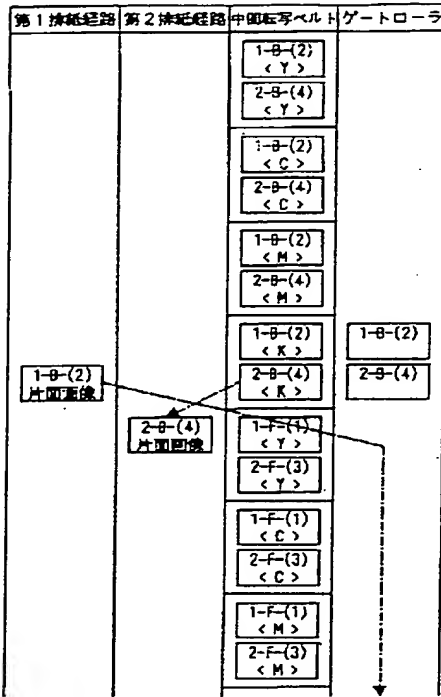 第1排紙経路 第2排紙経路 中間転写ベルト ゲートローラ
1-B-(2)
< Y >
2-B-(4)
< Y >
1-B-(2)
< C >
2-B-(4)
< C >
1-B-(2)
< M >
2-B-(4)
< M >
1-B-(2)
< K >
1-B-(2)
1-B-(2)
片面画像
2-B-(4)
< K >
2-B-(4)
2-B-(4)
片面画像
1-F-(1)
< Y >
2-F-(3)
< Y >
1-F-(1)
< C >
2-F-(3)
< C >
1-F-(1)
< M >
2-F-(3)
< M >